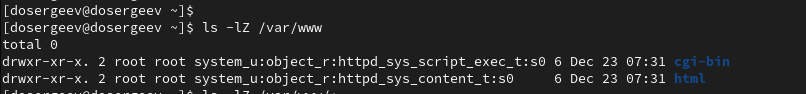 [dosergeev@dosergeev ~]$
[dosergeev@dosergeev ~]$ ls -lZ /var/www
total 0
drwxr-xr-x. 2 root root system_u:object_r:httpd_sys_script_exec_t:s0 6 Dec 23 07:31 cgi-bin
drwxr-xr-x. 2 root root system_u:object_r:httpd_sys_content_t:s0     6 Dec 23 07:31 html